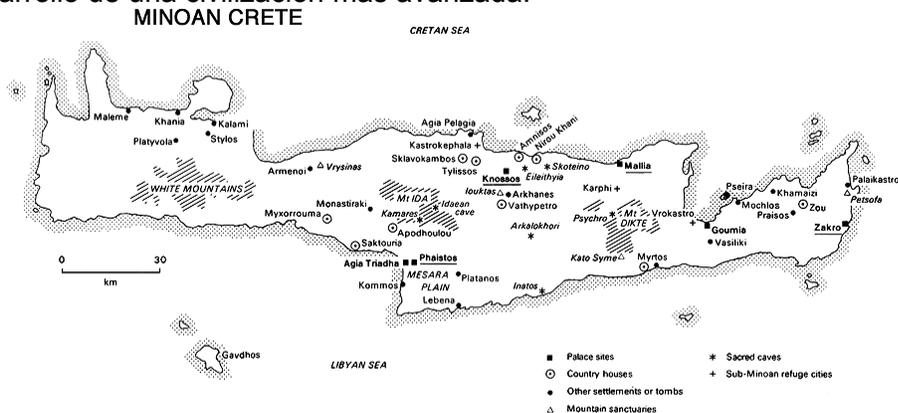 MINOAN CRETE
CRETAN SEA
Maleme
Khania
Kalami
Platyvola
Stylos
WHITE MOUNTAINS
Armenoi
Vrysinas
Agia Pelagia
Kastrokephala
Sklavokambos
Tylissos
Amnisos
Nirou Khani
Knossos
Eileithyia
Skoteino
Mallia
Iouktas
Arkhanes
Vathypetro
Karphi
Monastiraki
Mt IDA
Idaean
cave
Kamares
Myxorrouma
Apodhoulou
Saktouria
Arkalokhori
Psychro
Mt
DIKTE
Vrokastro
Pseira
Mochlos
Khamaizi
Praisos
Zou
Palaikastro
Petsofa
Zakro
Goumia
Vasiliki
Kato Syme
Myrtos
Agia Triadha
Phaistos
MESARA
PLAIN
Platanos
Kommos
Lebena
Inatos
0 30
km
Gavdhos
LIBYAN SEA
Palace sites
Country houses
Other settlements or tombs
Mountain sanctuaries
Sacred caves
Sub-Minoan refuge cities